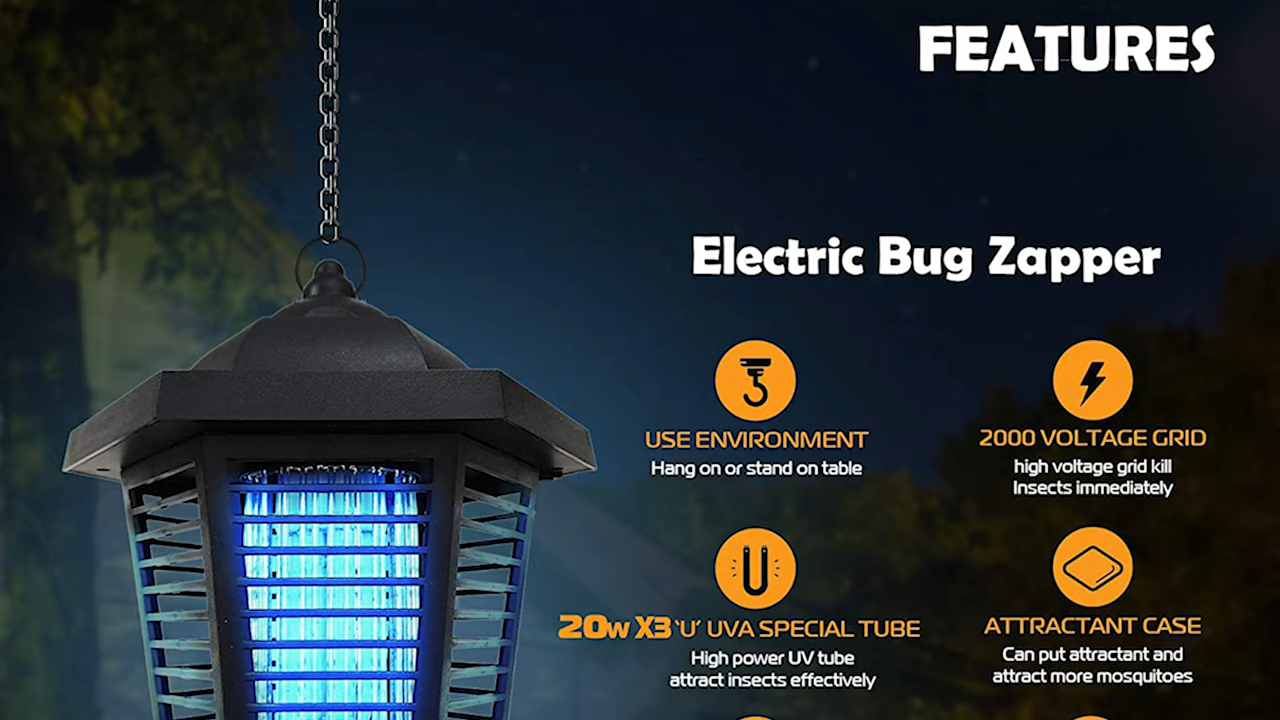 FEATURES
Electric Bug Zapper
USE ENVIRONMENT
Hang on or stand on table
2000 VOLTAGE GRID
high voltage grid kill
Insects immediately
20W X3 'U' UVA SPECIAL TUBE
High power UV tube
attract insects effectively
ATTRACTANT CASE
Can put attractant and
attract more mosquitoes